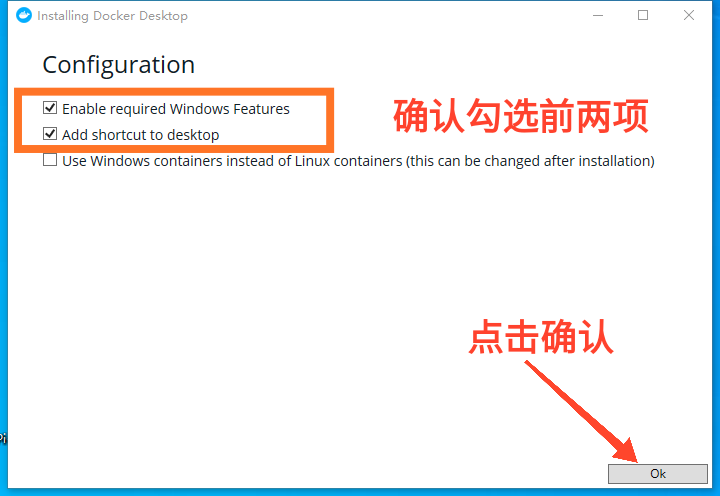 Installing Docker Desktop
Configuration
Enable required Windows Features
Add shortcut to desktop
Use Windows containers instead of Linux containers (this can be changed after installation)
确认勾选前两项
点击确认
Ok